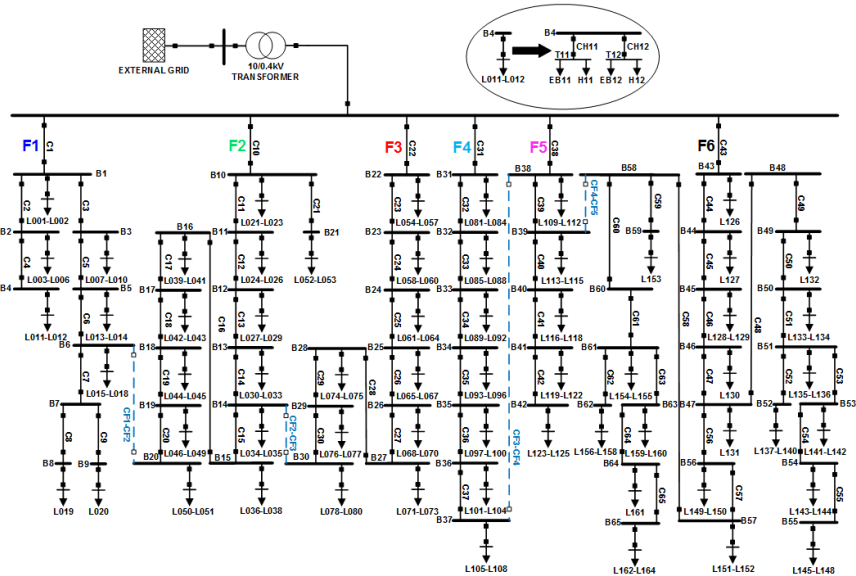 B4
B4
CH11
CH12
T11
T12
L011-L012
EB11
H11
EB12
H12
EXTERNAL GRID
10/0.4kV
TRANSFORMER
F1
F2
F3
F4
F5
F6
C1
C10
C22
C31
C38
C43
B1
B10
B22
B31
B38
B58
B43
B48
C2
C3
L001-L002
C11
L021-L023
C21
C23
L054-L057
C32
L081-L084
C39
L109-L112
CF4-CF5
C60
C59
C44
L126
C49
B2
B3
B16
B11
B21
B23
B32
B39
B59
B44
B49
C4
L003-L006
C5
L007-L010
C17
L039-L041
C12
L024-L026
L052-L053
C24
L058-L060
C33
L085-L088
C40
L113-L115
L153
C45
L127
C50
L132
B4
B5
B17
B12
B24
B33
B40
B60
B45
B50
L011-L012
C6
L013-L014
C18
L042-L043
C16
C13
L027-L029
C25
L061-L064
C34
L089-L092
C41
L116-L118
C61
C58
C46
L128-L129
C48
C51
L133-L134
B6
B18
B13
B28
B25
B34
B41
B61
B46
B51
C7
L015-L018
C19
L044-L045
C14
L030-L033
C29
L074-L075
C28
C26
L065-L067
C35
L093-L096
C42
L119-L122
C62
L154-L155
C63
C47
L130
C52
L135-L136
C53
B7
CF1-CF2
B19
B14
B29
B26
B35
B42
B62
B63
B47
B52
B53
C8
C9
C20
L046-L049
C15
L034-L035
CF2-CF3
C30
L076-L077
C27
L068-L070
C36
L097-L100
CF3-CF4
L123-L125
L156-L158
C64
L159-L160
C56
L131
L137-L140
C54
L141-L142
B8
B9
B20
B15
B30
B27
B36
B64
B56
B54
L019
L020
L050-L051
L036-L038
L078-L080
L071-L073
C37
L101-L104
L161
C65
L149-L150
C57
L143-L144
C55
B37
B65
B57
B55
L105-L108
L162-L164
L151-L152
L145-L148